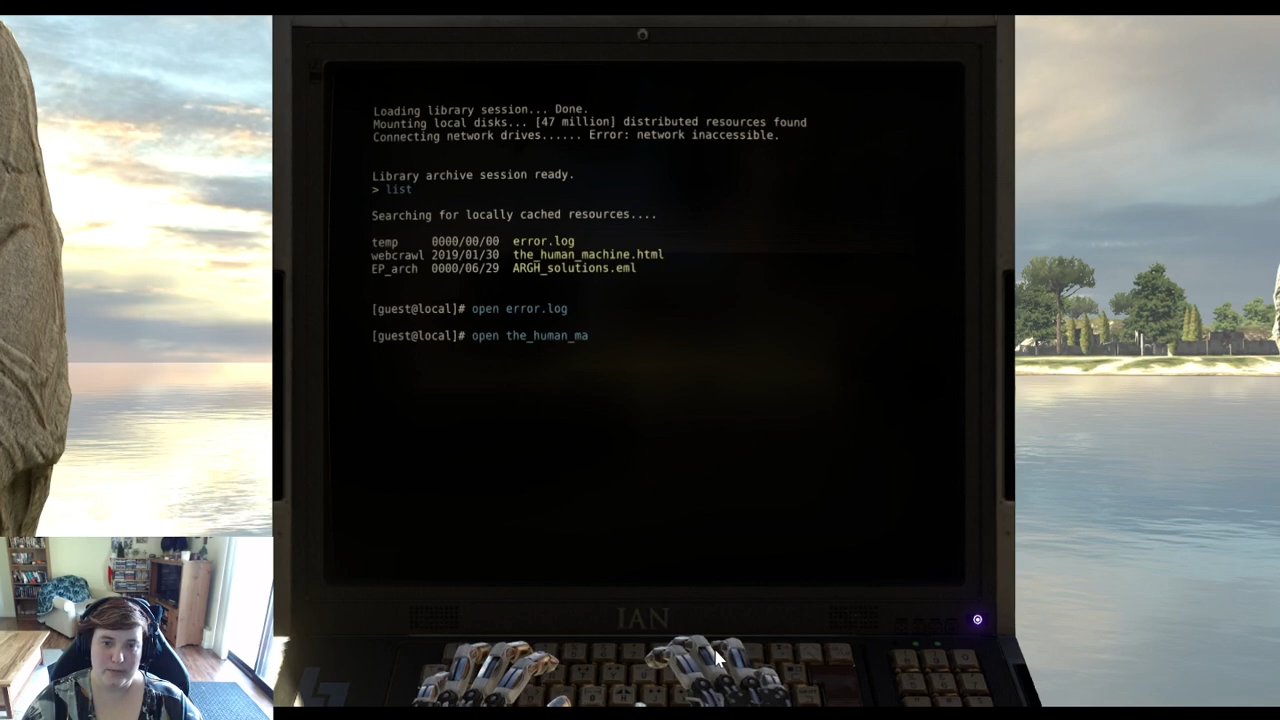 Loading library session... Done.
Mounting local disks... [47 million] distributed resources found
Connecting network drives...... Error: network inaccessible.
Library archive session ready.
> list
Searching for locally cached resources....
temp 0000/00/00 error.log
webcrawl 2019/01/30 the_human_machine.html
EP_arch 0000/06/29 ARGH_solutions.eml
[guest@local]# open error.log
[guest@local]# open the_human_ma
IAN